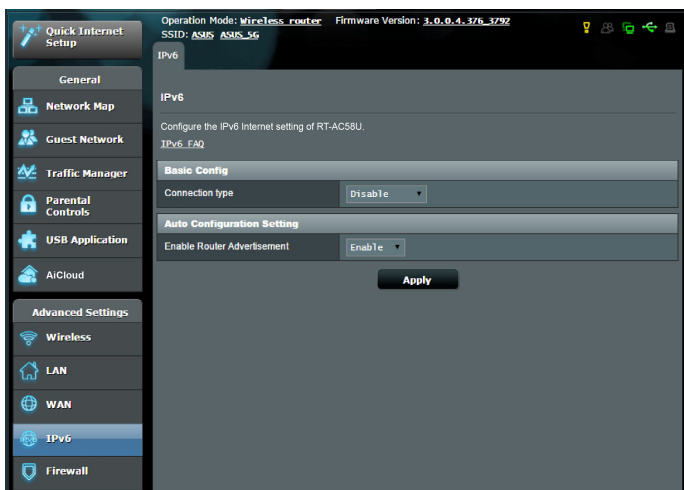 Quick Internet
Setup
Operation Mode: Wireless router Firmware Version: 3.0.0.4.376_3792
SSID: ASUS ASUS_5G
IPv6
General
Network Map
Guest Network
Traffic Manager
Parental
Controls
USB Application
AiCloud
Advanced Settings
Wireless
LAN
WAN
IPv6
Firewall
IPv6
Configure the IPv6 Internet setting of RT-AC58U.
IPv6 FAQ
Basic Config
Connection type Disable
Auto Configuration Setting
Enable Router Advertisement Enable
Apply